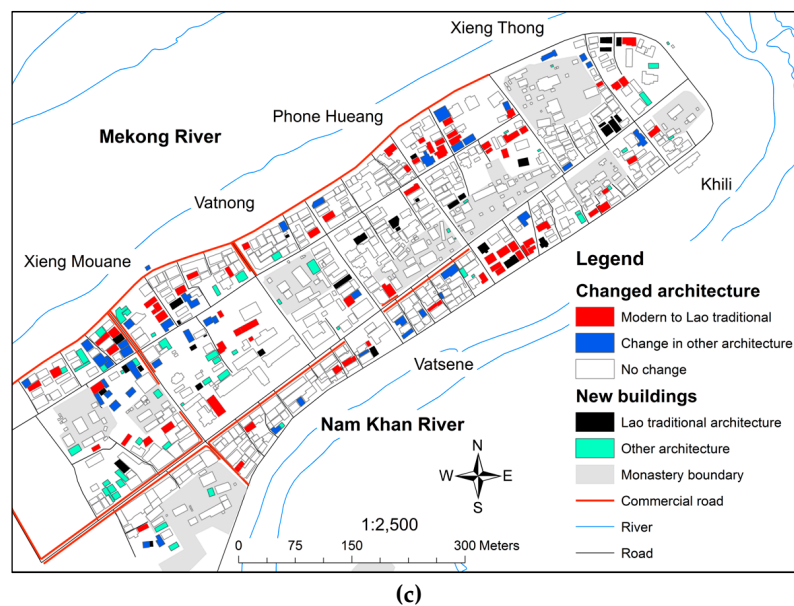 Xieng Thong
Phone Hueang
Mekong River
Khili
Vatnong
Xieng Mouane
Legend
Changed architecture
Modern to Lao traditional
Change in other architecture
No change
New buildings
Lao traditional architecture
Other architecture
Monastery boundary
Commercial road
River
Road
Vatsene
Nam Khan River
N
W E
S
1:2,500
0 75 150 300 Meters
(c)